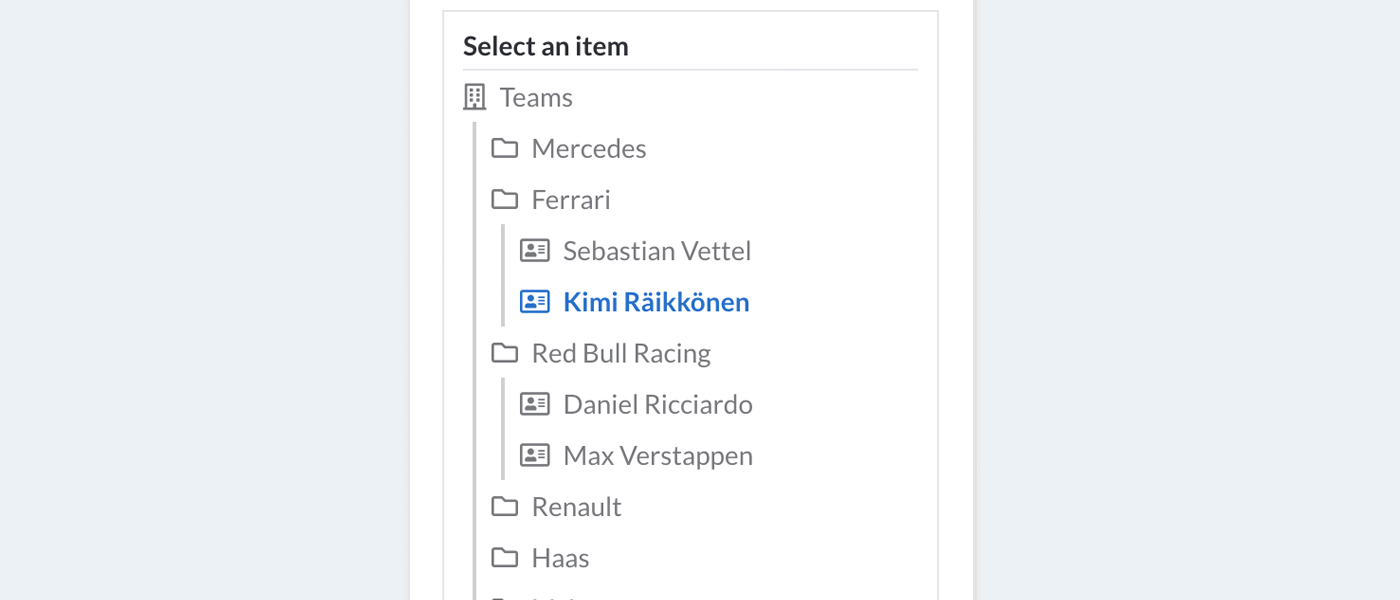 Select an item
Teams
Mercedes
Ferrari
Sebastian Vettel
Kimi Räikkönen
Red Bull Racing
Daniel Ricciardo
Max Verstappen
Renault
Haas